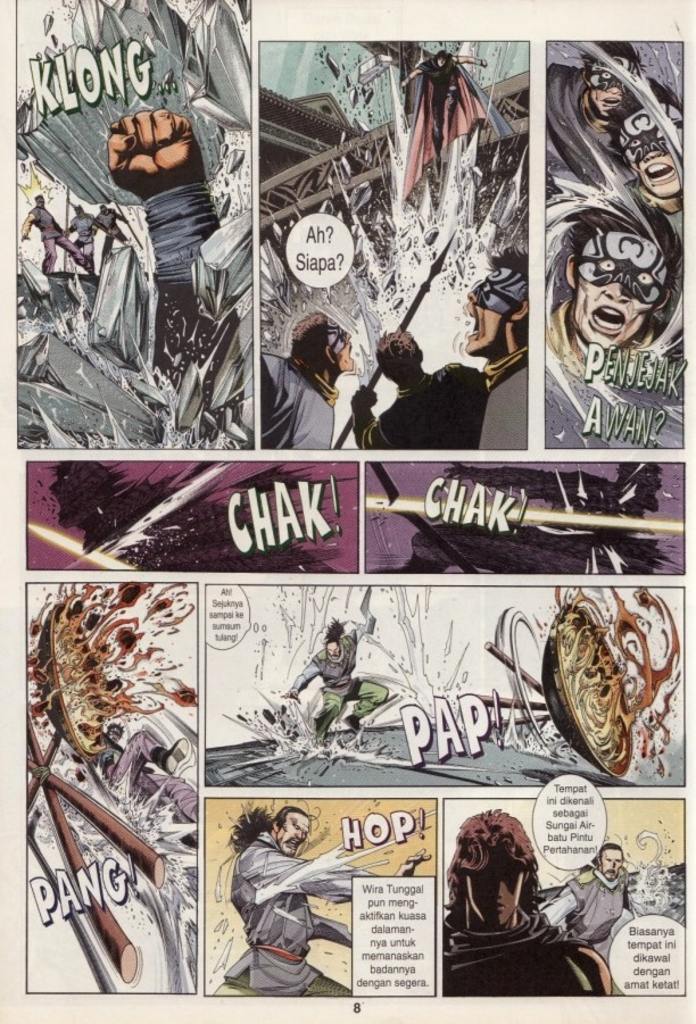 KLONG...
Ah?
Siapa?
PENJEJAK
AWAN?
CHAK!
CHAK!
PANG!
Ah!
Sejuknya
sampai ke
sumsum
tulang!
PAP!
HOP!
Wira Tunggal
pun meng-
aktifkan kuasa
dalaman-
nya untuk
memanaskan
badannya
dengan segera.
Tempat
ini dikenali
sebagai
Sungai Air-
batu Pintu
Pertahanan!
Biasanya
tempat ini
dikawal
dengan
amat ketat!
8